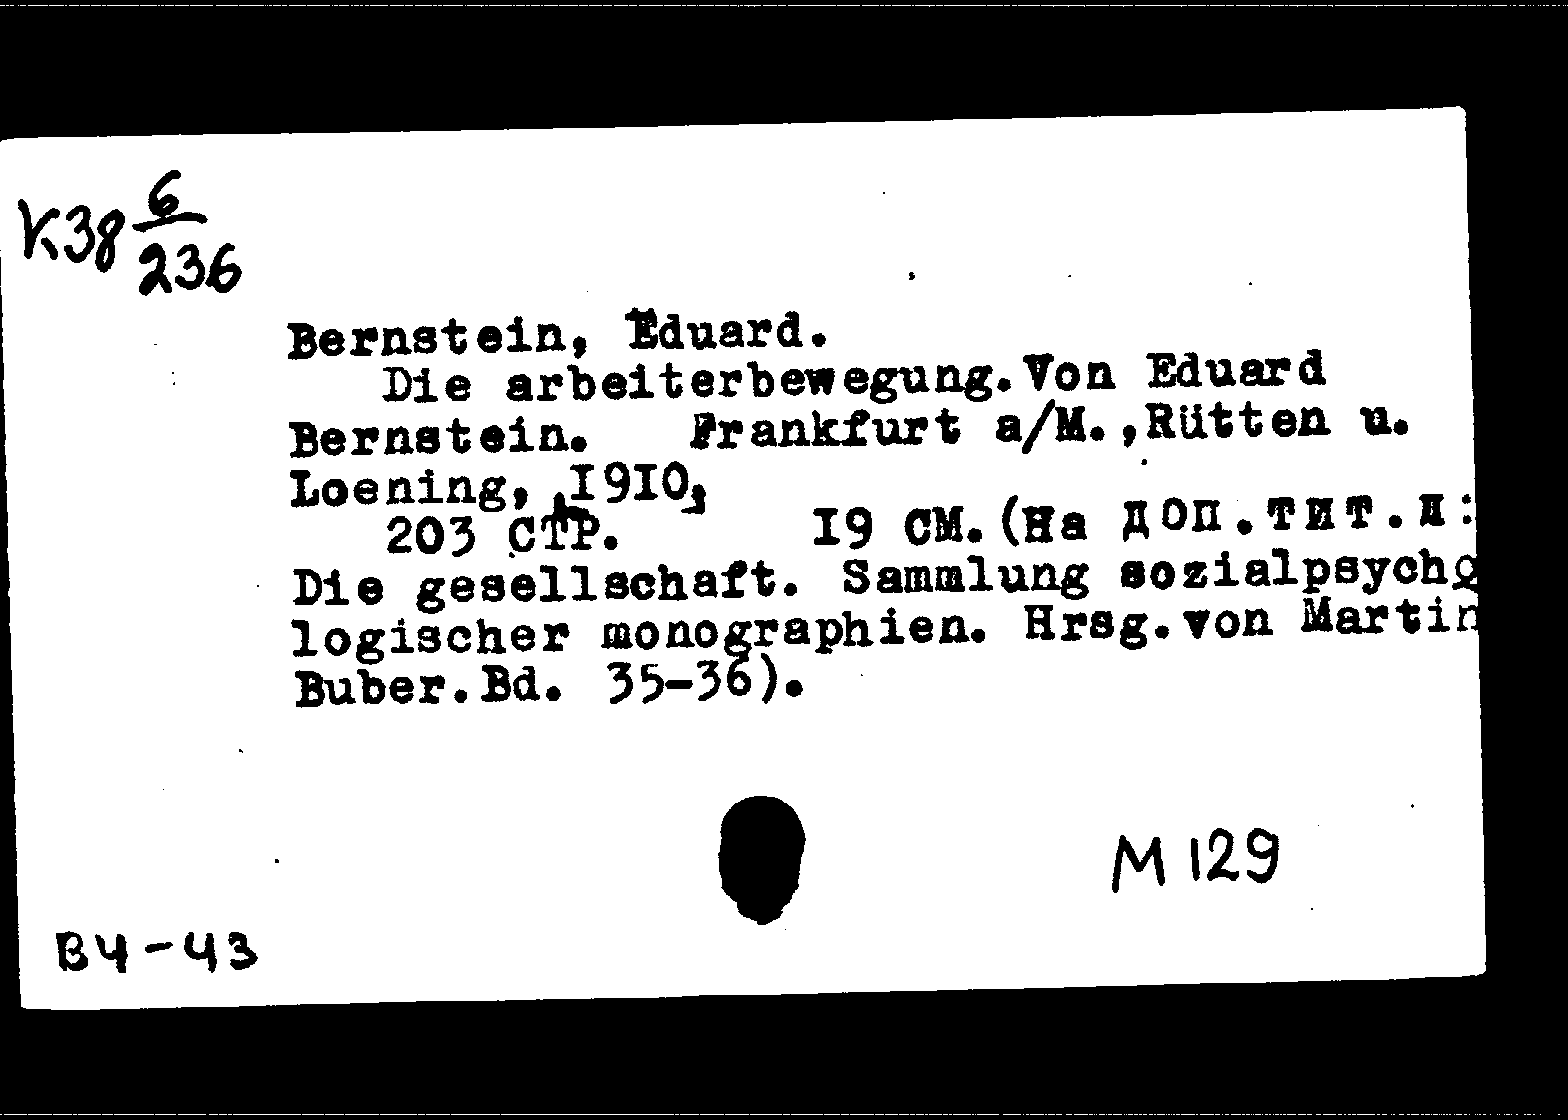 K38 6/236
Bernstein, Eduard.
Die arbeiterbewegung. Von Eduard
Bernstein. Frankfurt a/M., Rütten u.
Loening, [1910]
203 СТР. 19 СМ. (На ДОП.ТИТ.Л:
Die gesellschaft. Sammlung sozialpsycho
logischer monographien. Hrsg. von Martin
Buber. Bd. 35-36).
M 129
В4-43